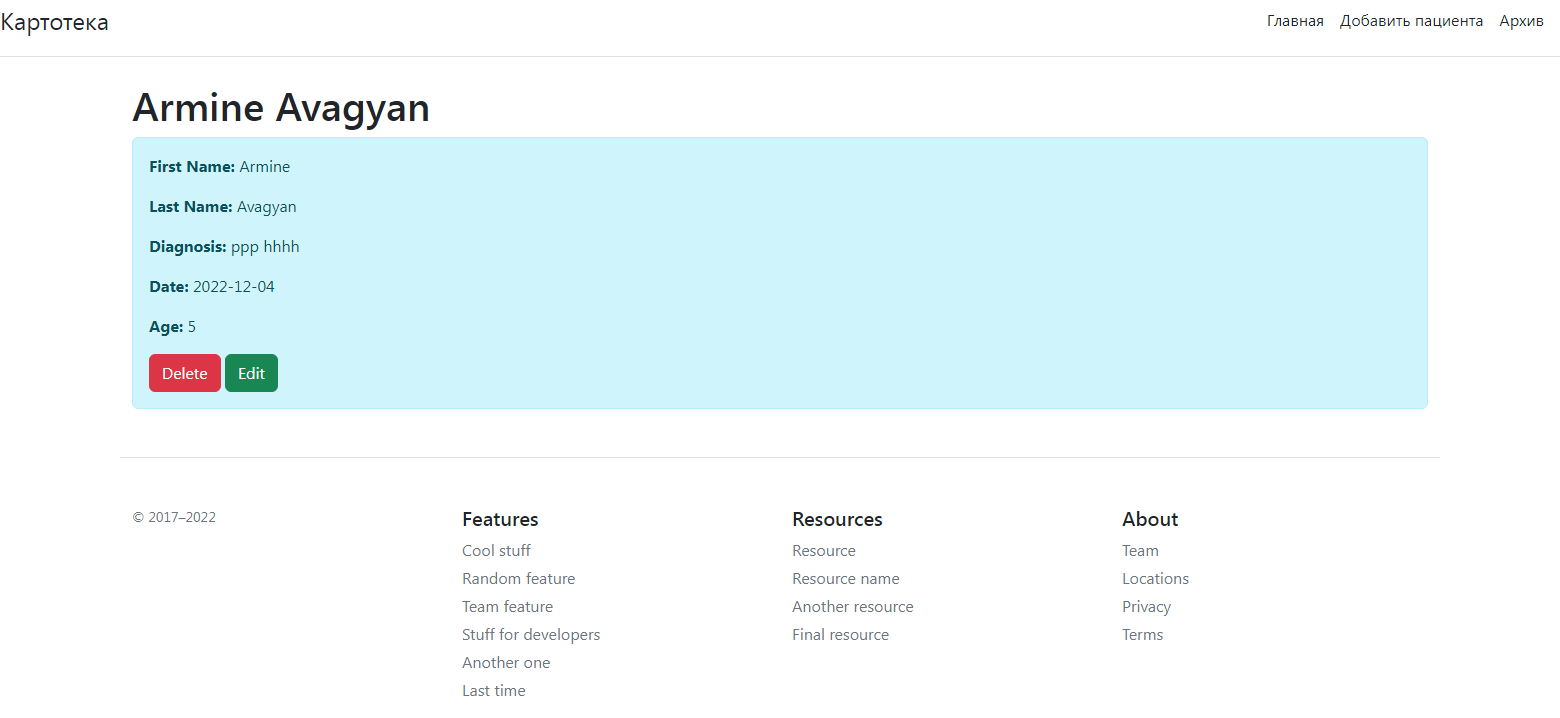 Картотека
Главная Добавить пациента Архив
Armine Avagyan
First Name: Armine
Last Name: Avagyan
Diagnosis: ppp hhhh
Date: 2022-12-04
Age: 5
Delete Edit
© 2017–2022
Features
Cool stuff
Random feature
Team feature
Stuff for developers
Another one
Last time
Resources
Resource
Resource name
Another resource
Final resource
About
Team
Locations
Privacy
Terms